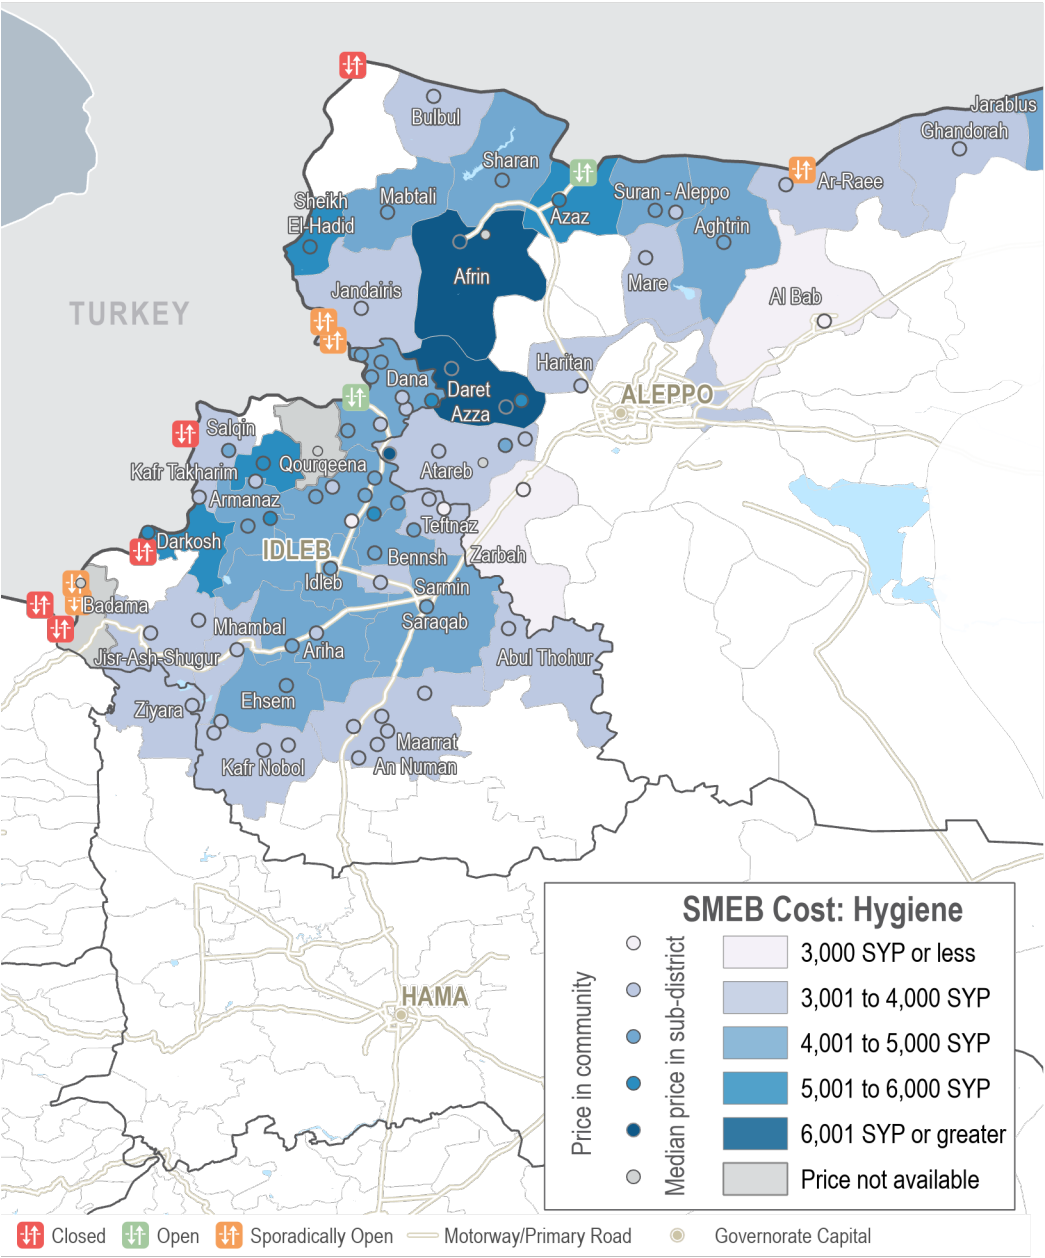 Jarablus
Bulbul
Ghandorah
Sharan
Ar-Raee
Mabtali
Suran - Aleppo
Sheikh
El-Hadid
Azaz
Aghtrin
Afrin
Mare
Jandairis
Al Bab
TURKEY
Haritan
Dana
Daret
Azza
ALEPPO
Salqin
Kafr Takharim
Qourqeena
Atareb
Armanaz
Teftnaz
Darkosh
IDLEB
Bennsh
Zarbah
Idleb
Sarmin
Badama
Saraqab
Mhambal
Jisr-Ash-Shugur
Ariha
Abul Thohur
Ehsem
Ziyara
Maarrat
An Numan
Kafr Nobol
HAMA
SMEB Cost: Hygiene
Price in community
Median price in sub-district
3,000 SYP or less
3,001 to 4,000 SYP
4,001 to 5,000 SYP
5,001 to 6,000 SYP
6,001 SYP or greater
Price not available
Closed
Open
Sporadically Open
Motorway/Primary Road
Governorate Capital